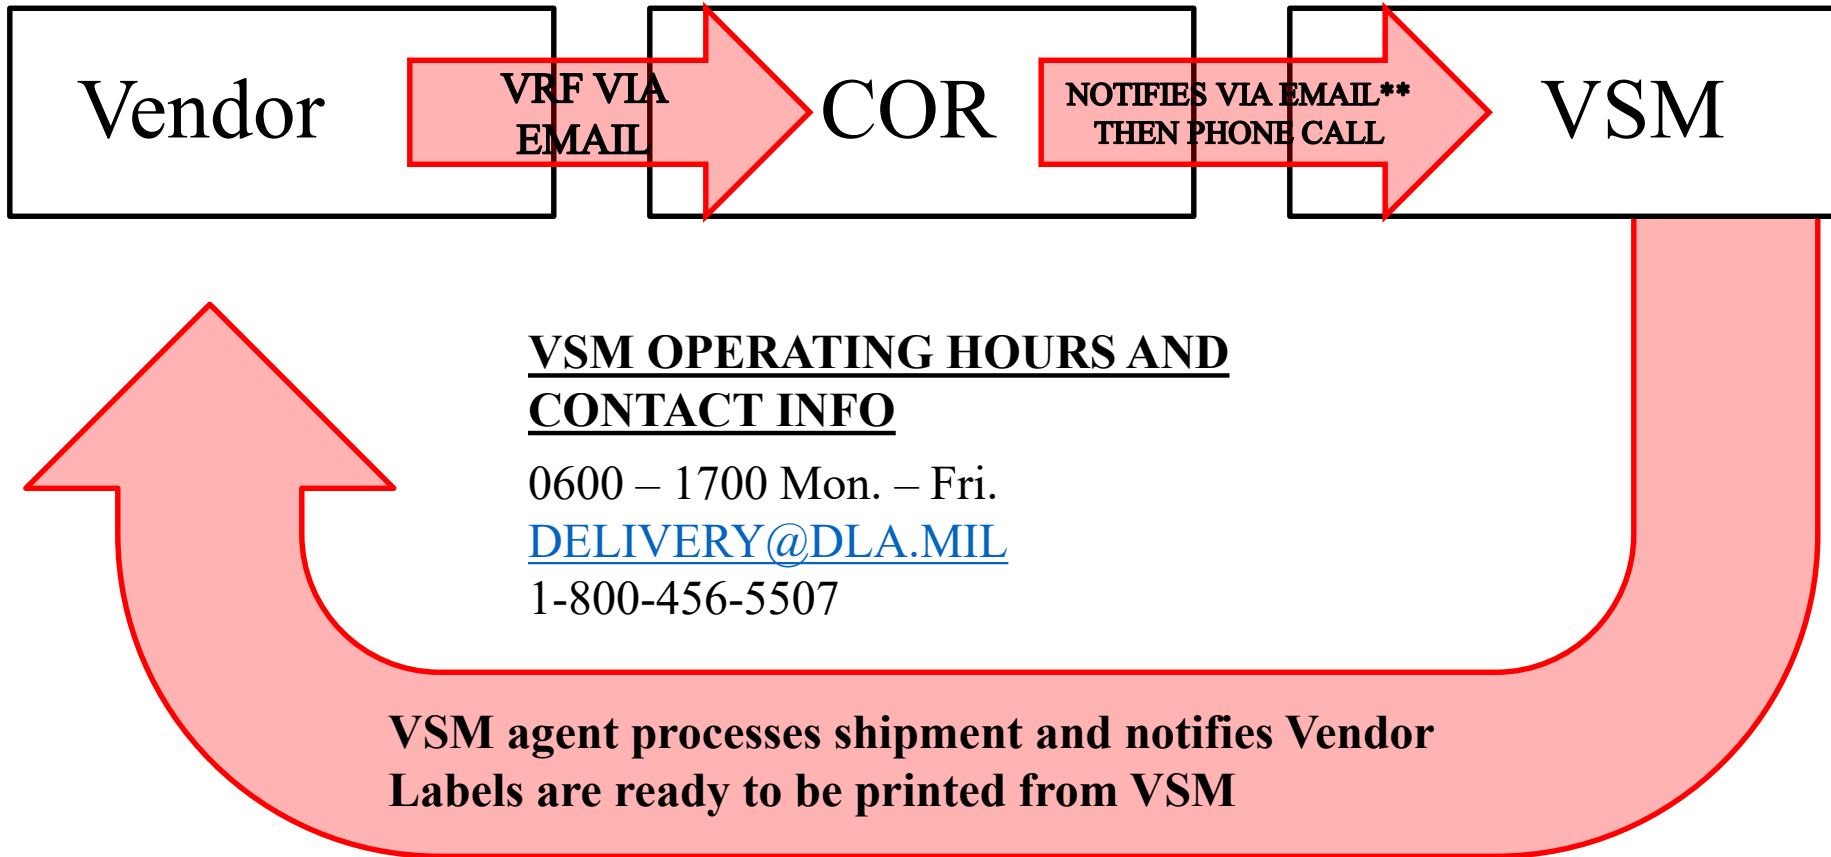 Vendor
VRF VIA
EMAIL
COR
NOTIFIES VIA EMAIL**
THEN PHONE CALL
VSM
VSM OPERATING HOURS AND
CONTACT INFO
0600 – 1700 Mon. – Fri.
DELIVERY@DLA.MIL
1-800-456-5507
VSM agent processes shipment and notifies Vendor
Labels are ready to be printed from VSM